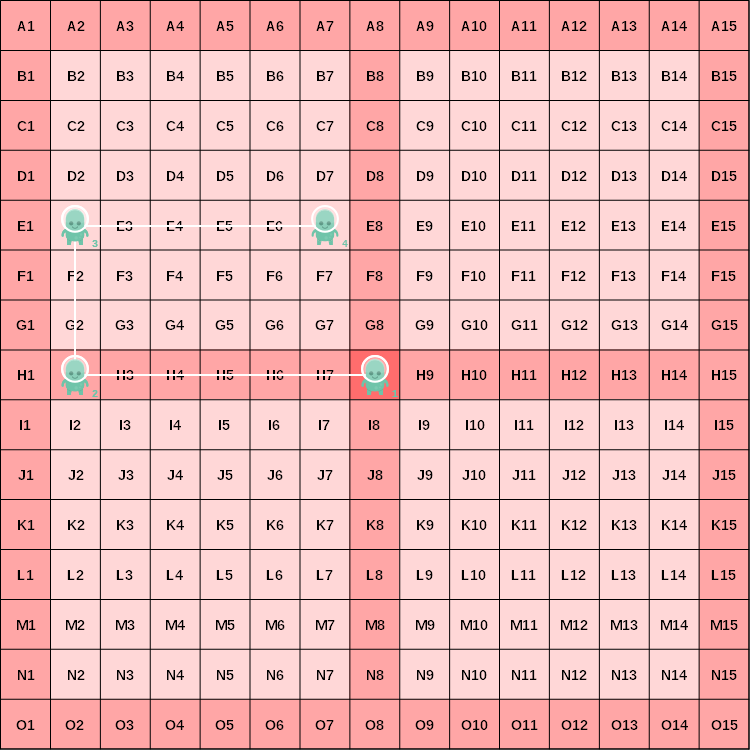 A1 A2 A3 A4 A5 A6 A7 A8 A9 A10 A11 A12 A13 A14 A15
B1 B2 B3 B4 B5 B6 B7 B8 B9 B10 B11 B12 B13 B14 B15
C1 C2 C3 C4 C5 C6 C7 C8 C9 C10 C11 C12 C13 C14 C15
D1 D2 D3 D4 D5 D6 D7 D8 D9 D10 D11 D12 D13 D14 D15
E1 3 E3 E4 E5 E6 4 E8 E9 E10 E11 E12 E13 E14 E15
F1 F2 F3 F4 F5 F6 F7 F8 F9 F10 F11 F12 F13 F14 F15
G1 G2 G3 G4 G5 G6 G7 G8 G9 G10 G11 G12 G13 G14 G15
H1 2 H3 H4 H5 H6 H7 1 H9 H10 H11 H12 H13 H14 H15
I1 I2 I3 I4 I5 I6 I7 I8 I9 I10 I11 I12 I13 I14 I15
J1 J2 J3 J4 J5 J6 J7 J8 J9 J10 J11 J12 J13 J14 J15
K1 K2 K3 K4 K5 K6 K7 K8 K9 K10 K11 K12 K13 K14 K15
L1 L2 L3 L4 L5 L6 L7 L8 L9 L10 L11 L12 L13 L14 L15
M1 M2 M3 M4 M5 M6 M7 M8 M9 M10 M11 M12 M13 M14 M15
N1 N2 N3 N4 N5 N6 N7 N8 N9 N10 N11 N12 N13 N14 N15
O1 O2 O3 O4 O5 O6 O7 O8 O9 O10 O11 O12 O13 O14 O15